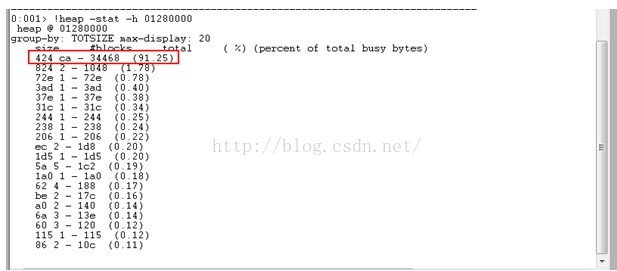 0:001> !heap -stat -h 01280000
heap @ 01280000
group-by: TOTSIZE max-display: 20
size #blocks total ( %) (percent of total busy bytes)
424 ca - 34468 (91.25)
824 2 - 1048 (1.78)
72e 1 - 72e (0.78)
3ad 1 - 3ad (0.40)
37e 1 - 37e (0.38)
31c 1 - 31c (0.34)
244 1 - 244 (0.25)
238 1 - 238 (0.24)
206 1 - 206 (0.22)
ec 2 - 1d8 (0.20)
1d5 1 - 1d5 (0.20)
5a 5 - 1c2 (0.19)
1a0 1 - 1a0 (0.18)
62 4 - 188 (0.17)
be 2 - 17c (0.16)
a0 2 - 140 (0.14)
6a 3 - 13e (0.14)
60 3 - 120 (0.12)
115 1 - 115 (0.12)
86 2 - 10c (0.11)
http://blog.csdn.net/